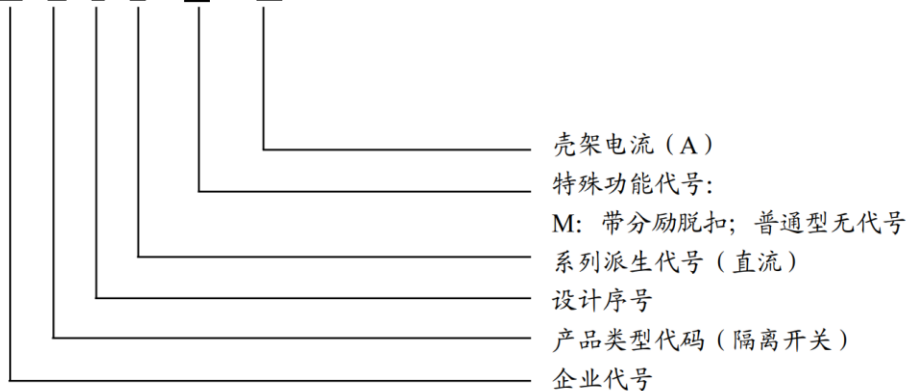 壳架电流（A）
特殊功能代号：
M：带分励脱扣；普通型无代号
系列派生代号（直流）
设计序号
产品类型代码（隔离开关）
企业代号